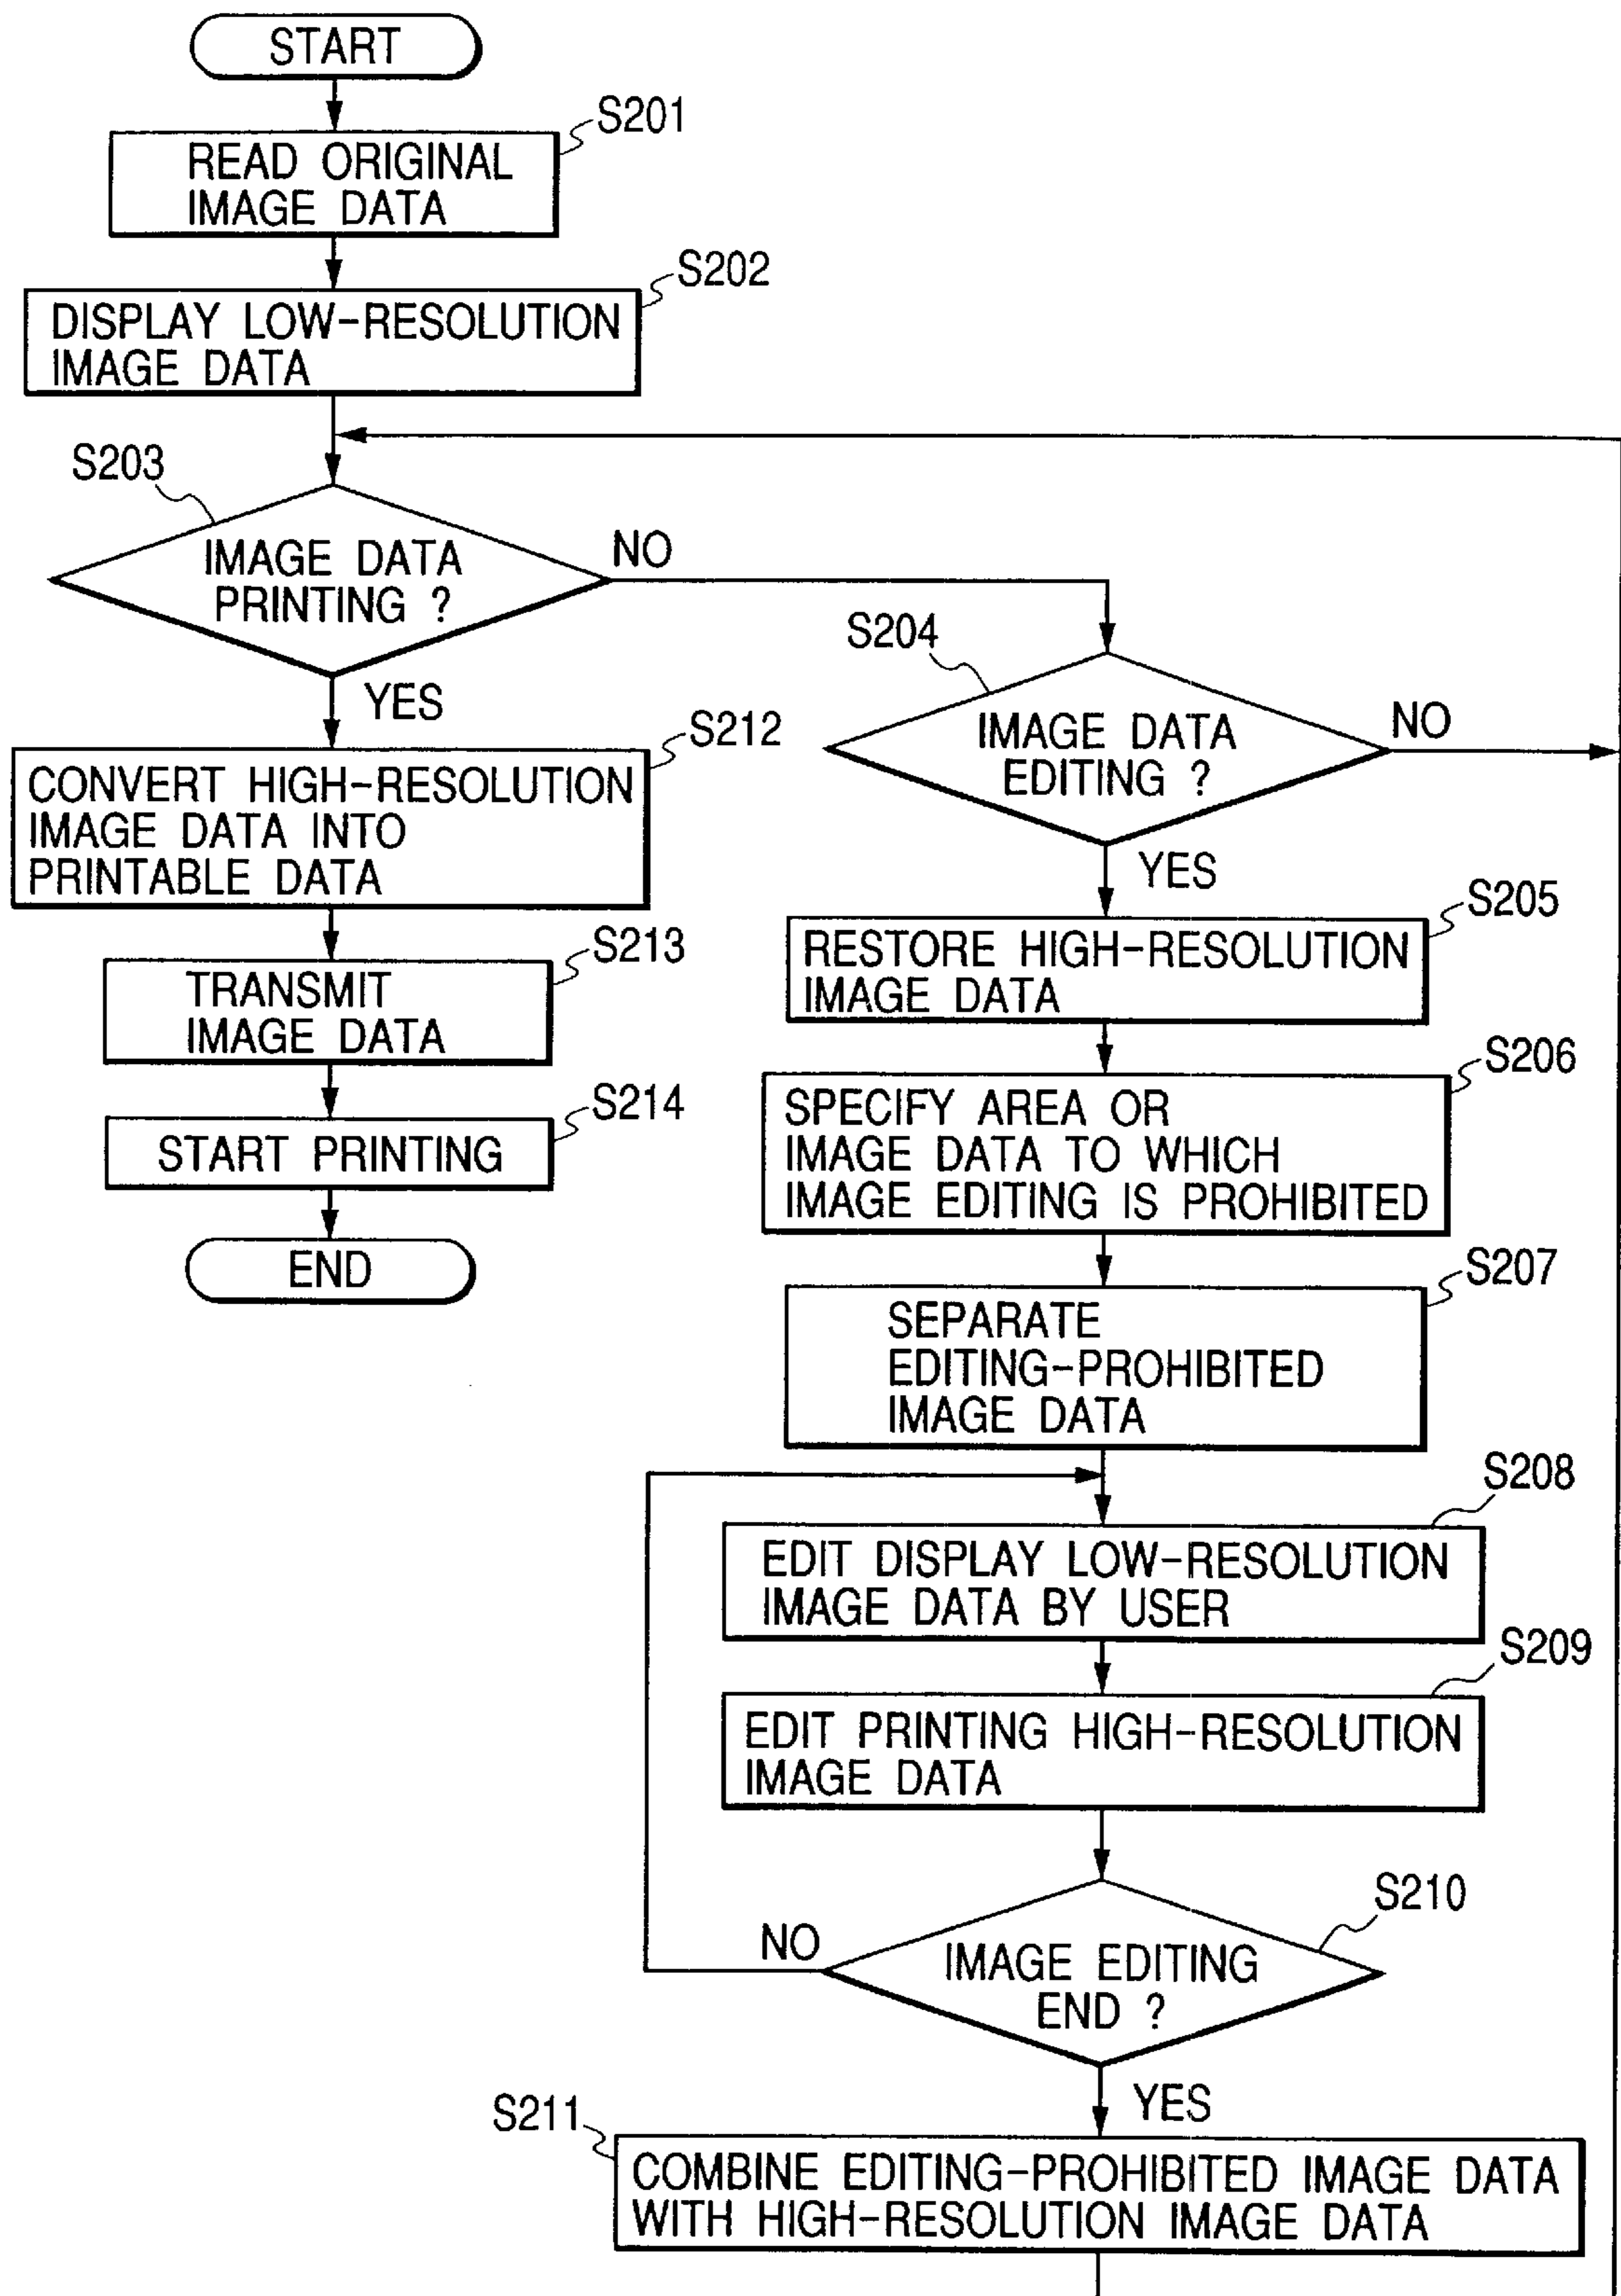 START
S201
READ ORIGINAL
IMAGE DATA
S202
DISPLAY LOW-RESOLUTION
IMAGE DATA
S203
IMAGE DATA
PRINTING ?
NO
YES
S204
IMAGE DATA
EDITING ?
NO
YES
S212
CONVERT HIGH-RESOLUTION
IMAGE DATA INTO
PRINTABLE DATA
S213
TRANSMIT
IMAGE DATA
S214
START PRINTING
END
S205
RESTORE HIGH-RESOLUTION
IMAGE DATA
S206
SPECIFY AREA OR
IMAGE DATA TO WHICH
IMAGE EDITING IS PROHIBITED
S207
SEPARATE
EDITING-PROHIBITED
IMAGE DATA
S208
EDIT DISPLAY LOW-RESOLUTION
IMAGE DATA BY USER
S209
EDIT PRINTING HIGH-RESOLUTION
IMAGE DATA
S210
IMAGE EDITING
END ?
NO
YES
S211
COMBINE EDITING-PROHIBITED IMAGE DATA
WITH HIGH-RESOLUTION IMAGE DATA